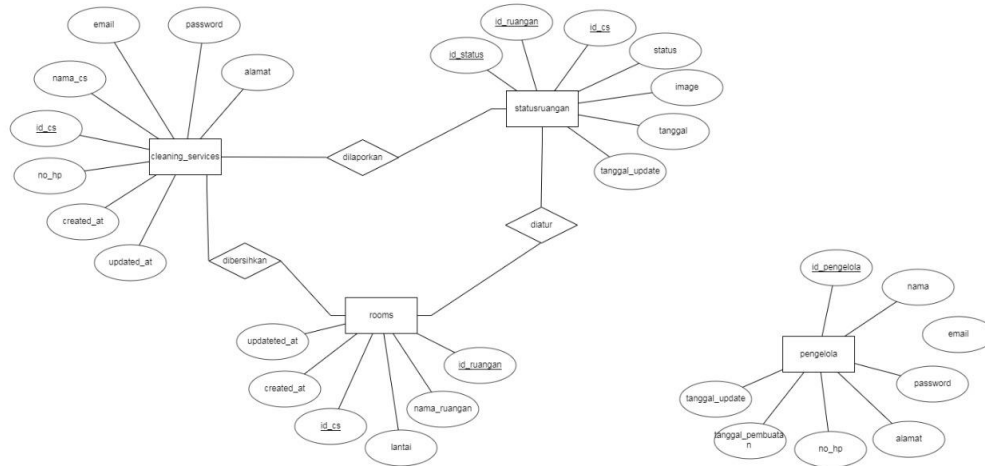 email
password
nama_cs
alamat
id_cs
cleaning_services
no_hp
created_at
updated_at
dilaporkan
id_ruangan
id_cs
id_status
status
statusruangan
image
tanggal
tanggal_update
diatur
dibersihkan
rooms
updateted_at
created_at
id_cs
lantai
nama_ruangan
id_ruangan
id_pengelola
nama
email
pengelola
password
tanggal_update
tanggal_pembuata
n
no_hp
alamat